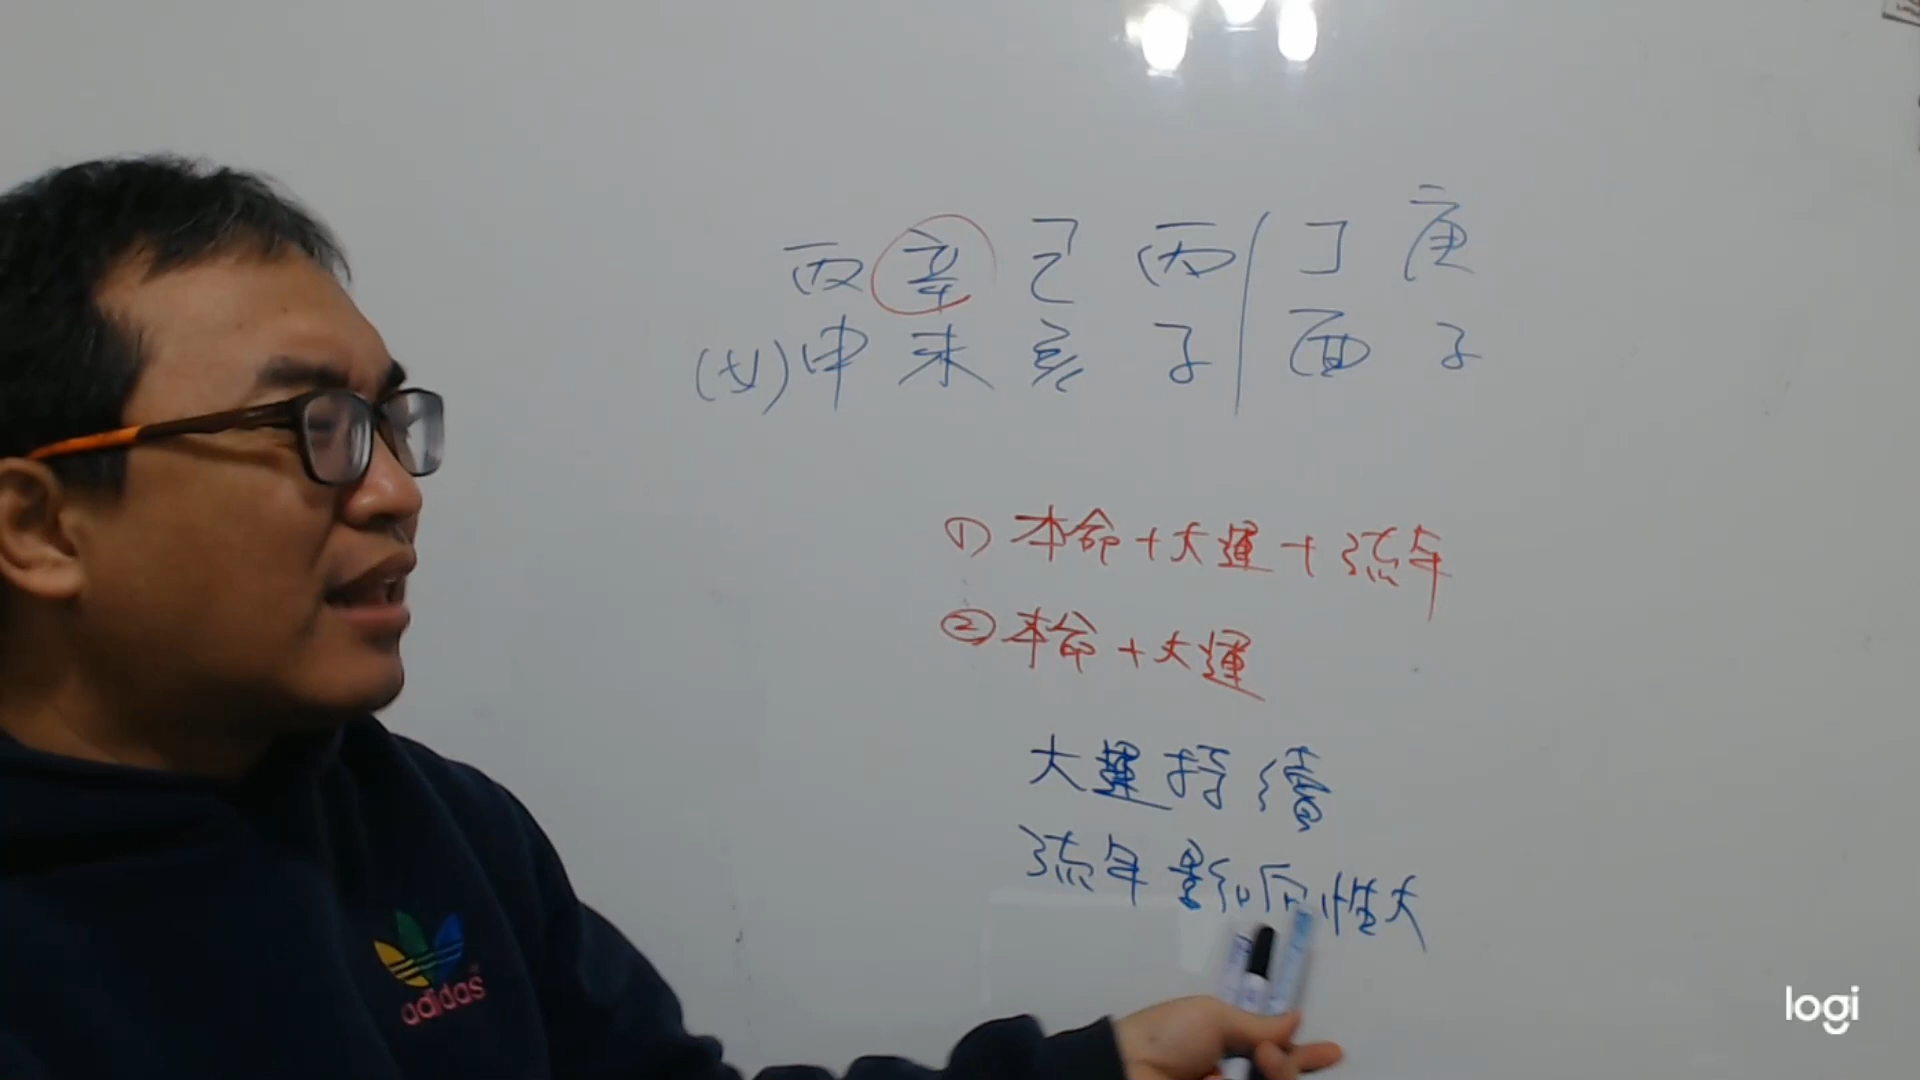 丙辛己丙丁庚
(女)申未亥子酉子
①本命+大運+流年
②本命+大運
大運持續
流年影响性大
adidas
logi